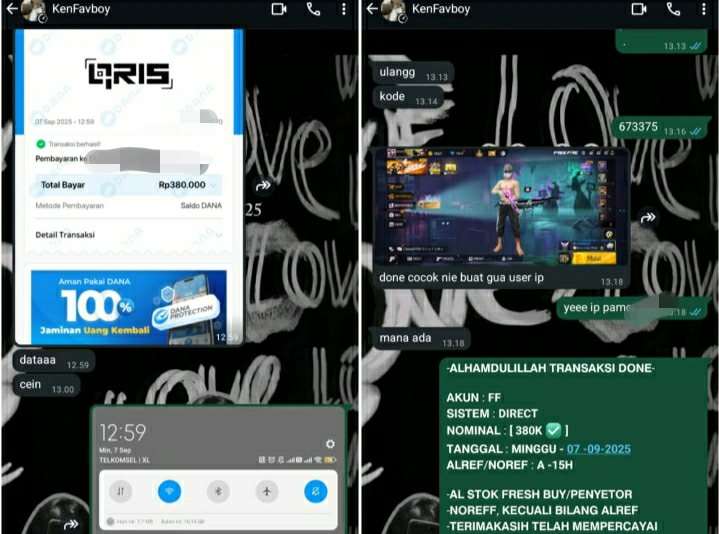 KenFavboy
QRIS
07 Sep 2025 • 12:59
Transaksi berhasil!
Pembayaran ke
Total Bayar Rp380.000
Metode Pembayaran Saldo DANA
Detail Transaksi
Aman Pakai DANA
100%
Jaminan Uang Kembali
DANA PROTECTION
12.59
dataaa 12.59
cein 13.00
12:59
Min, 7 Sep
TELKOMSEL | XL
KenFavboy
13.13
ulangg 13.13
kode 13.14
673375 13.16
FREE FIRE
Mulai
done cocok nie buat gua user ip 13.18
yeee ip pame
mana ada 13.18
-ALHAMDULILLAH TRANSAKSI DONE-
AKUN : FF
SISTEM : DIRECT
NOMINAL : [ 380K ✅ ]
TANGGAL : MINGGU - 07 -09-2025
ALREF/NOREF : A -15H
-AL STOK FRESH BUY/PENYETOR
-NOREFF, KECUALI BILANG ALREF
-TERIMAKASIH TELAH MEMPERCAYAI